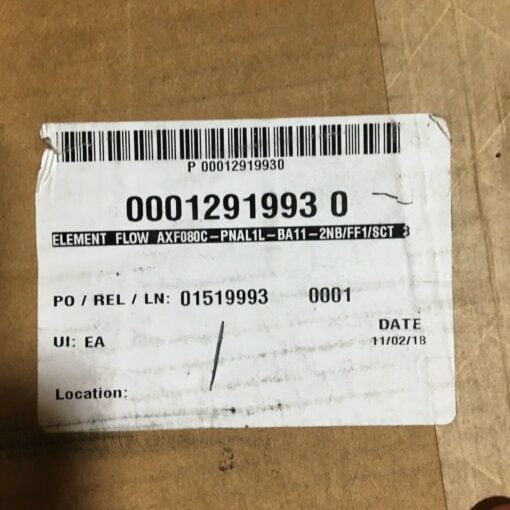 P 00012919930
0001291993 0
ELEMENT FLOW AXF080C-PNAL1L-BA11-2NB/FF1/SCT 3
PO / REL / LN: 01519993 0001
DATE
UI: EA 11/02/18
Location: